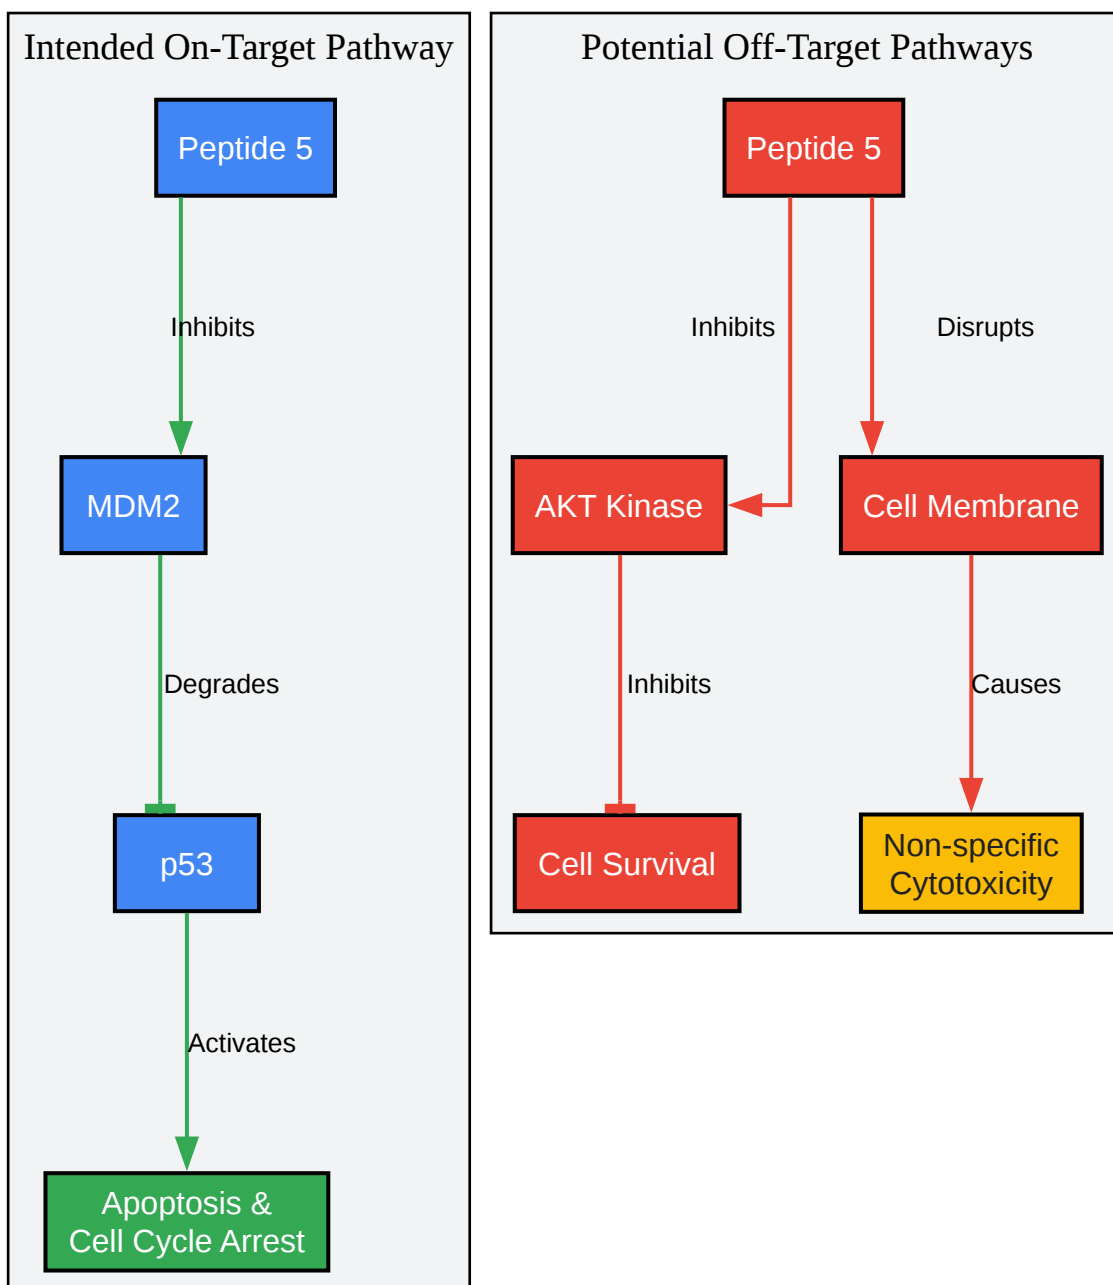 Intended On-Target Pathway
Peptide 5
Inhibits
MDM2
Degrades
p53
Activates
Apoptosis &
Cell Cycle Arrest
Potential Off-Target Pathways
Peptide 5
Inhibits
Disrupts
AKT Kinase
Cell Membrane
Inhibits
Causes
Cell Survival
Non-specific
Cytotoxicity